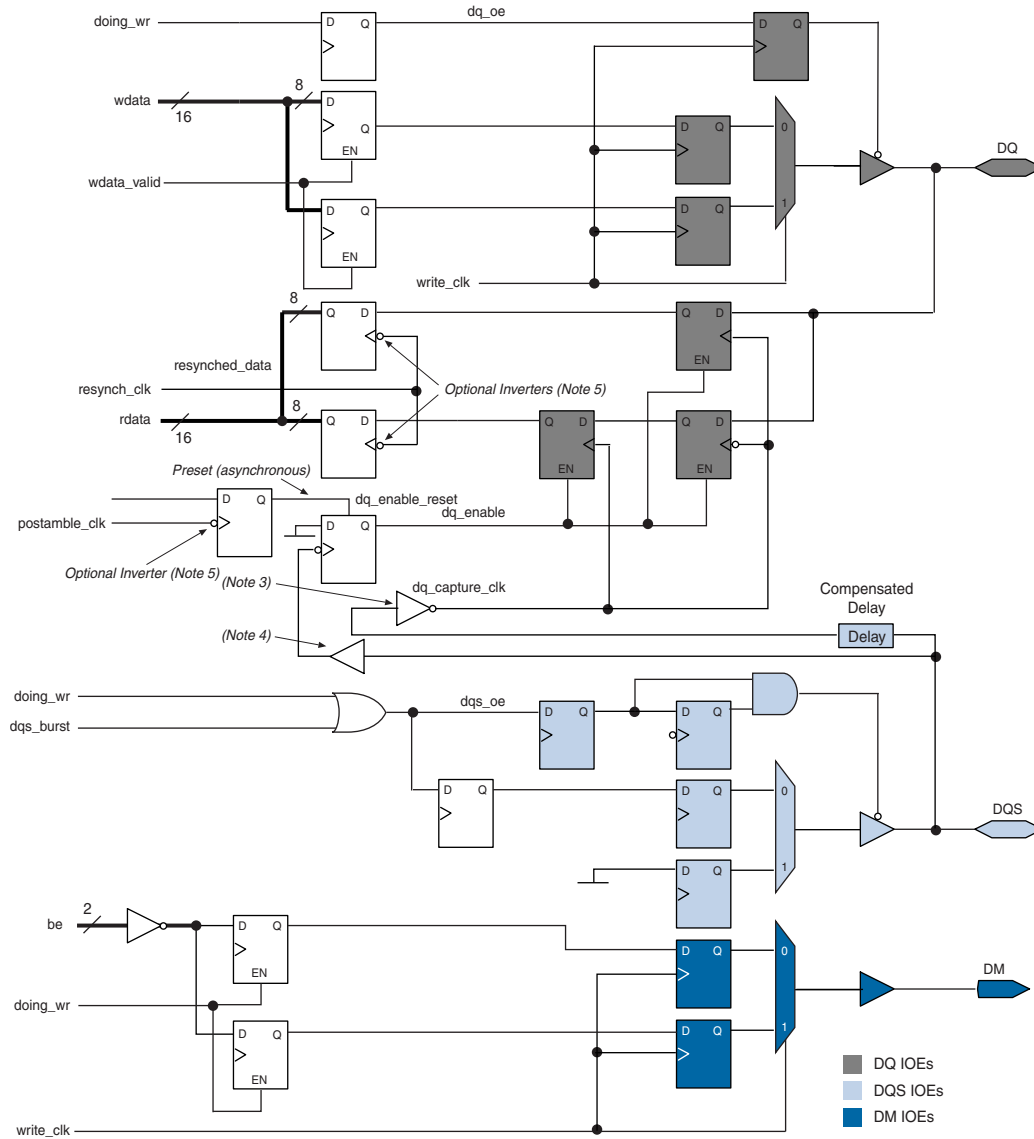 doing_wr
D Q
dq_oe
D Q
wdata
16
8
D
Q
EN
D Q
0
DQ
wdata_valid
D Q
EN
D Q
1
write_clk
8
Q D
Q D
EN
resynched_data
resynch_clk
Optional Inverters (Note 5)
rdata
16
8
Q D
Q D
EN
Q D
EN
Preset (asynchronous)
D Q
dq_enable_reset
dq_enable
postamble_clk
D Q
Optional Inverter (Note 5)
(Note 3)
dq_capture_clk
Compensated
Delay
Delay
(Note 4)
doing_wr
dqs_burst
dqs_oe
D Q
D Q
D Q
D Q
0
DQS
D Q
1
be
2
D Q
EN
D Q
0
DM
doing_wr
D Q
EN
D Q
1
write_clk
DQ IOEs
DQS IOEs
DM IOEs